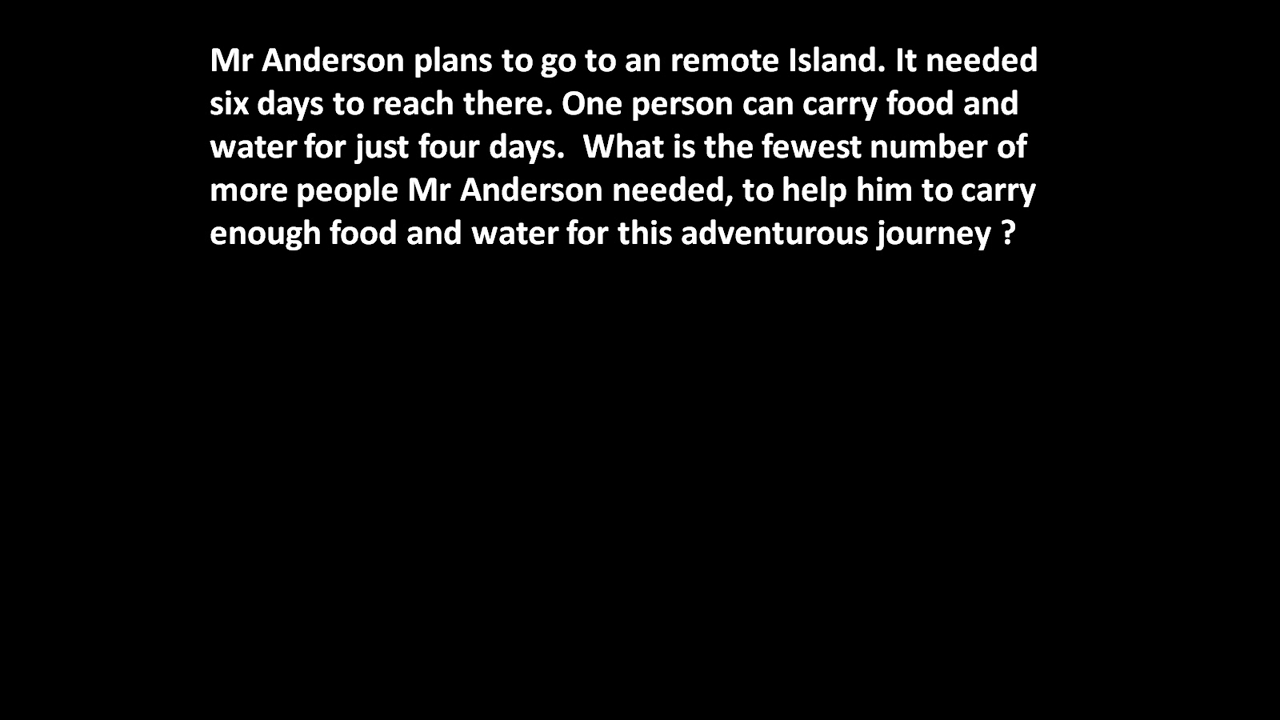 Mr Anderson plans to go to an remote Island. It needed
six days to reach there. One person can carry food and
water for just four days.  What is the fewest number of
more people Mr Anderson needed, to help him to carry
enough food and water for this adventurous journey ?